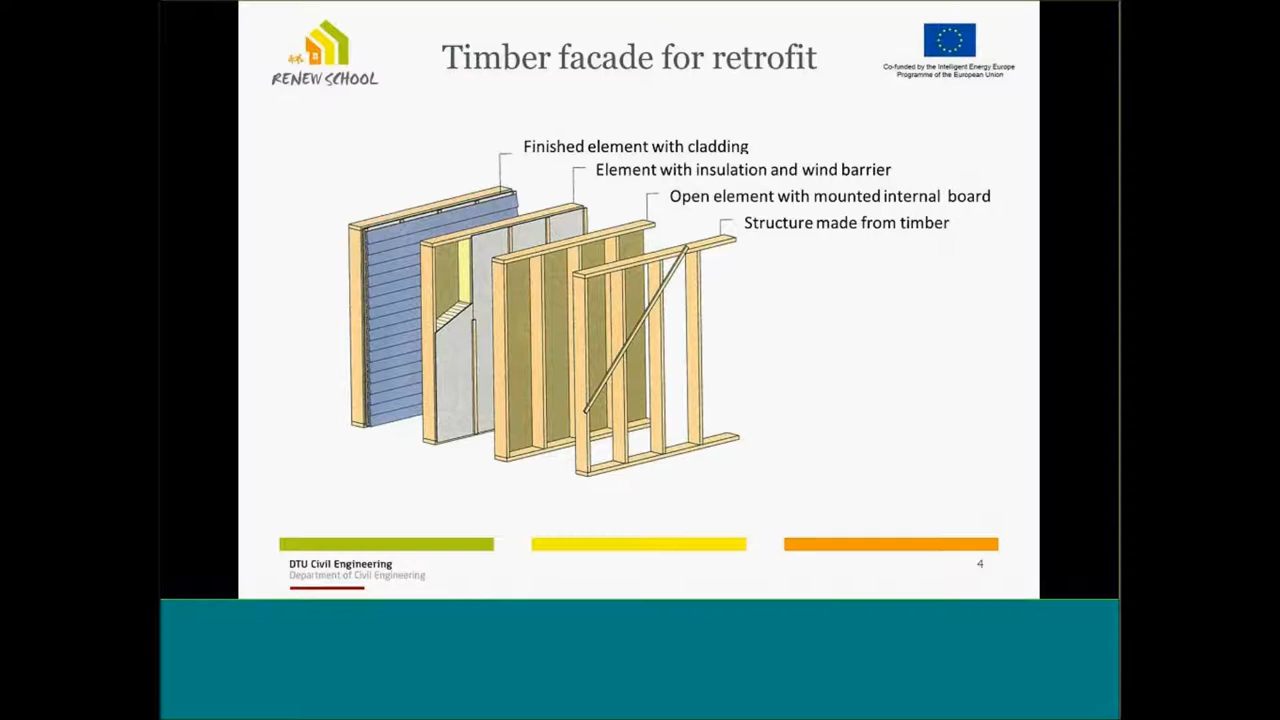 RENEW SCHOOL
Timber facade for retrofit
Co-funded by the Intelligent Energy Europe
Programme of the European Union
Finished element with cladding
Element with insulation and wind barrier
Open element with mounted internal board
Structure made from timber
DTU Civil Engineering
Department of Civil Engineering
4